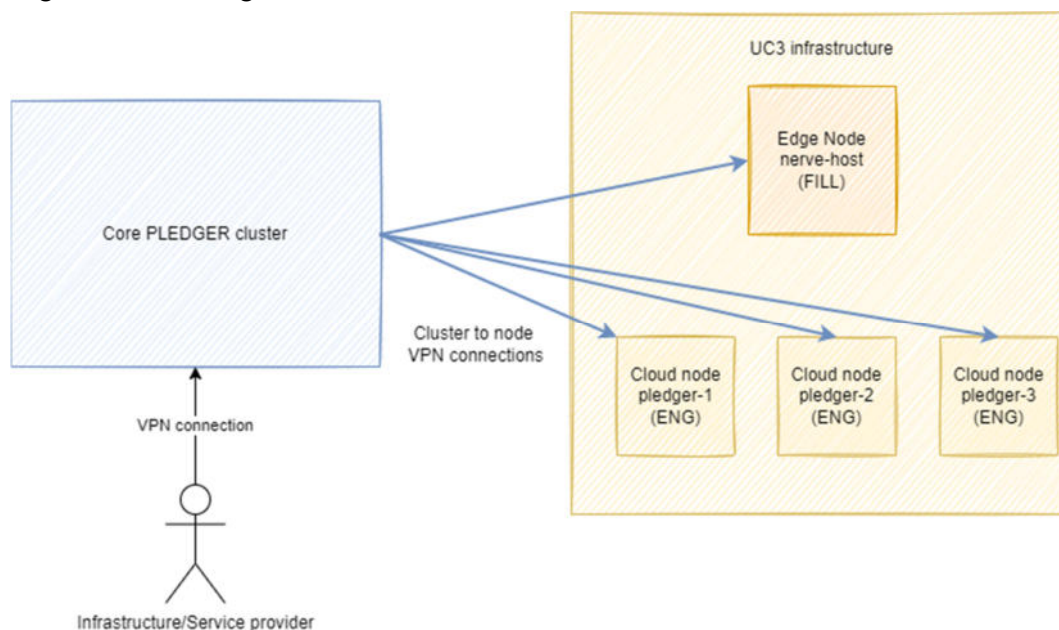 UC3 infrastructure
Edge Node
nerve-host
(FILL)
Core PLEDGER cluster
Cluster to node
VPN connections
Cloud node
pledger-1
(ENG)
Cloud node
pledger-2
(ENG)
Cloud node
pledger-3
(ENG)
VPN connection
Infrastructure/Service provider